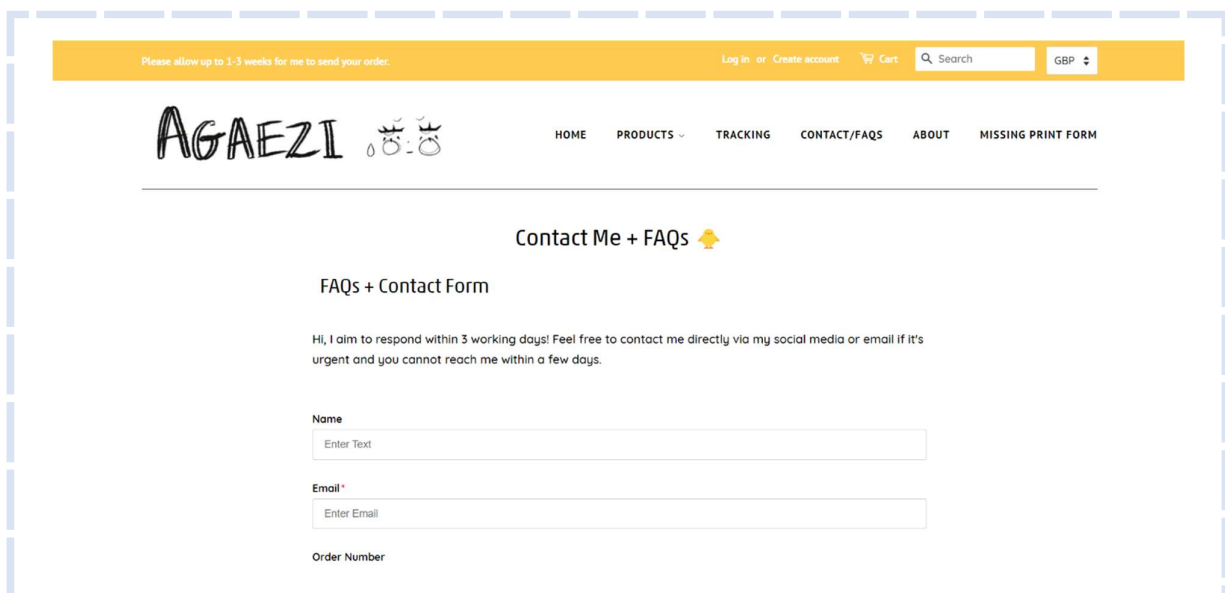 Please allow up to 1-3 weeks for me to send your order.
Log in or Create account Cart Search GBP
AGAEZI
HOME PRODUCTS TRACKING CONTACT/FAQS ABOUT MISSING PRINT FORM
Contact Me + FAQs
FAQs + Contact Form
Hi, I aim to respond within 3 working days! Feel free to contact me directly via my social media or email if it's
urgent and you cannot reach me within a few days.
Name
Enter Text
Email*
Enter Email
Order Number